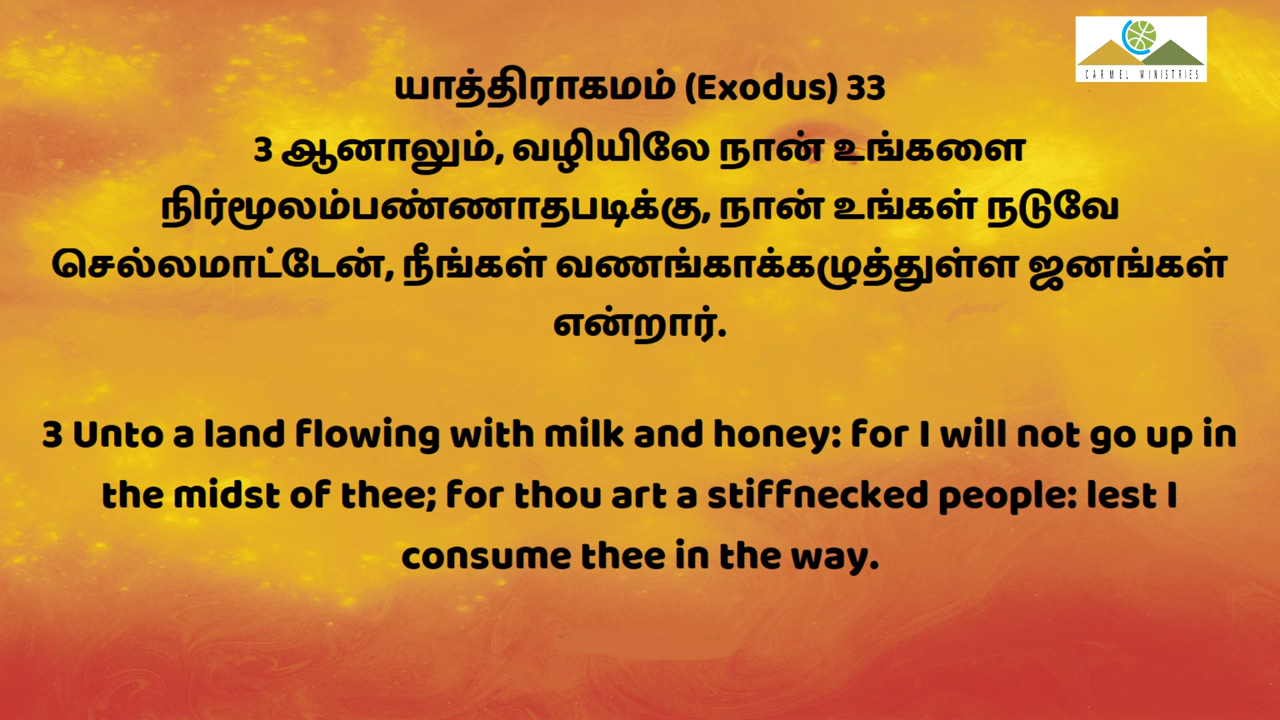 CARMEL MINISTRIES
யாத்திராகமம் (Exodus) 33
3 ஆனாலும், வழியிலே நான் உங்களை
நிர்மூலம்பண்ணாதபடிக்கு, நான் உங்கள் நடுவே
செல்லமாட்டேன், நீங்கள் வணங்காக்கழுத்துள்ள ஜனங்கள்
என்றார்.
3 Unto a land flowing with milk and honey: for I will not go up in
the midst of thee; for thou art a stiffnecked people: lest I
consume thee in the way.